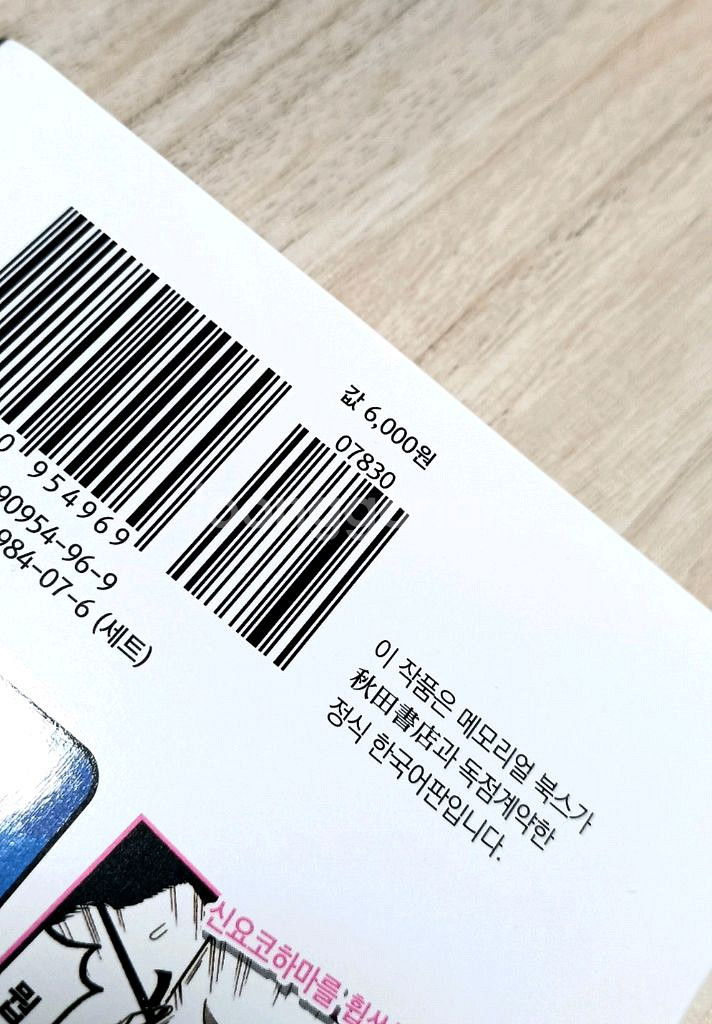 값 6,000원
07830
0 954969
90954-96-9
984-07-6 (세트)
이 작품은 메모리얼 북스가
秋田書店과 독점계약한
정식 한국어판입니다.
신요코하마를
뭡